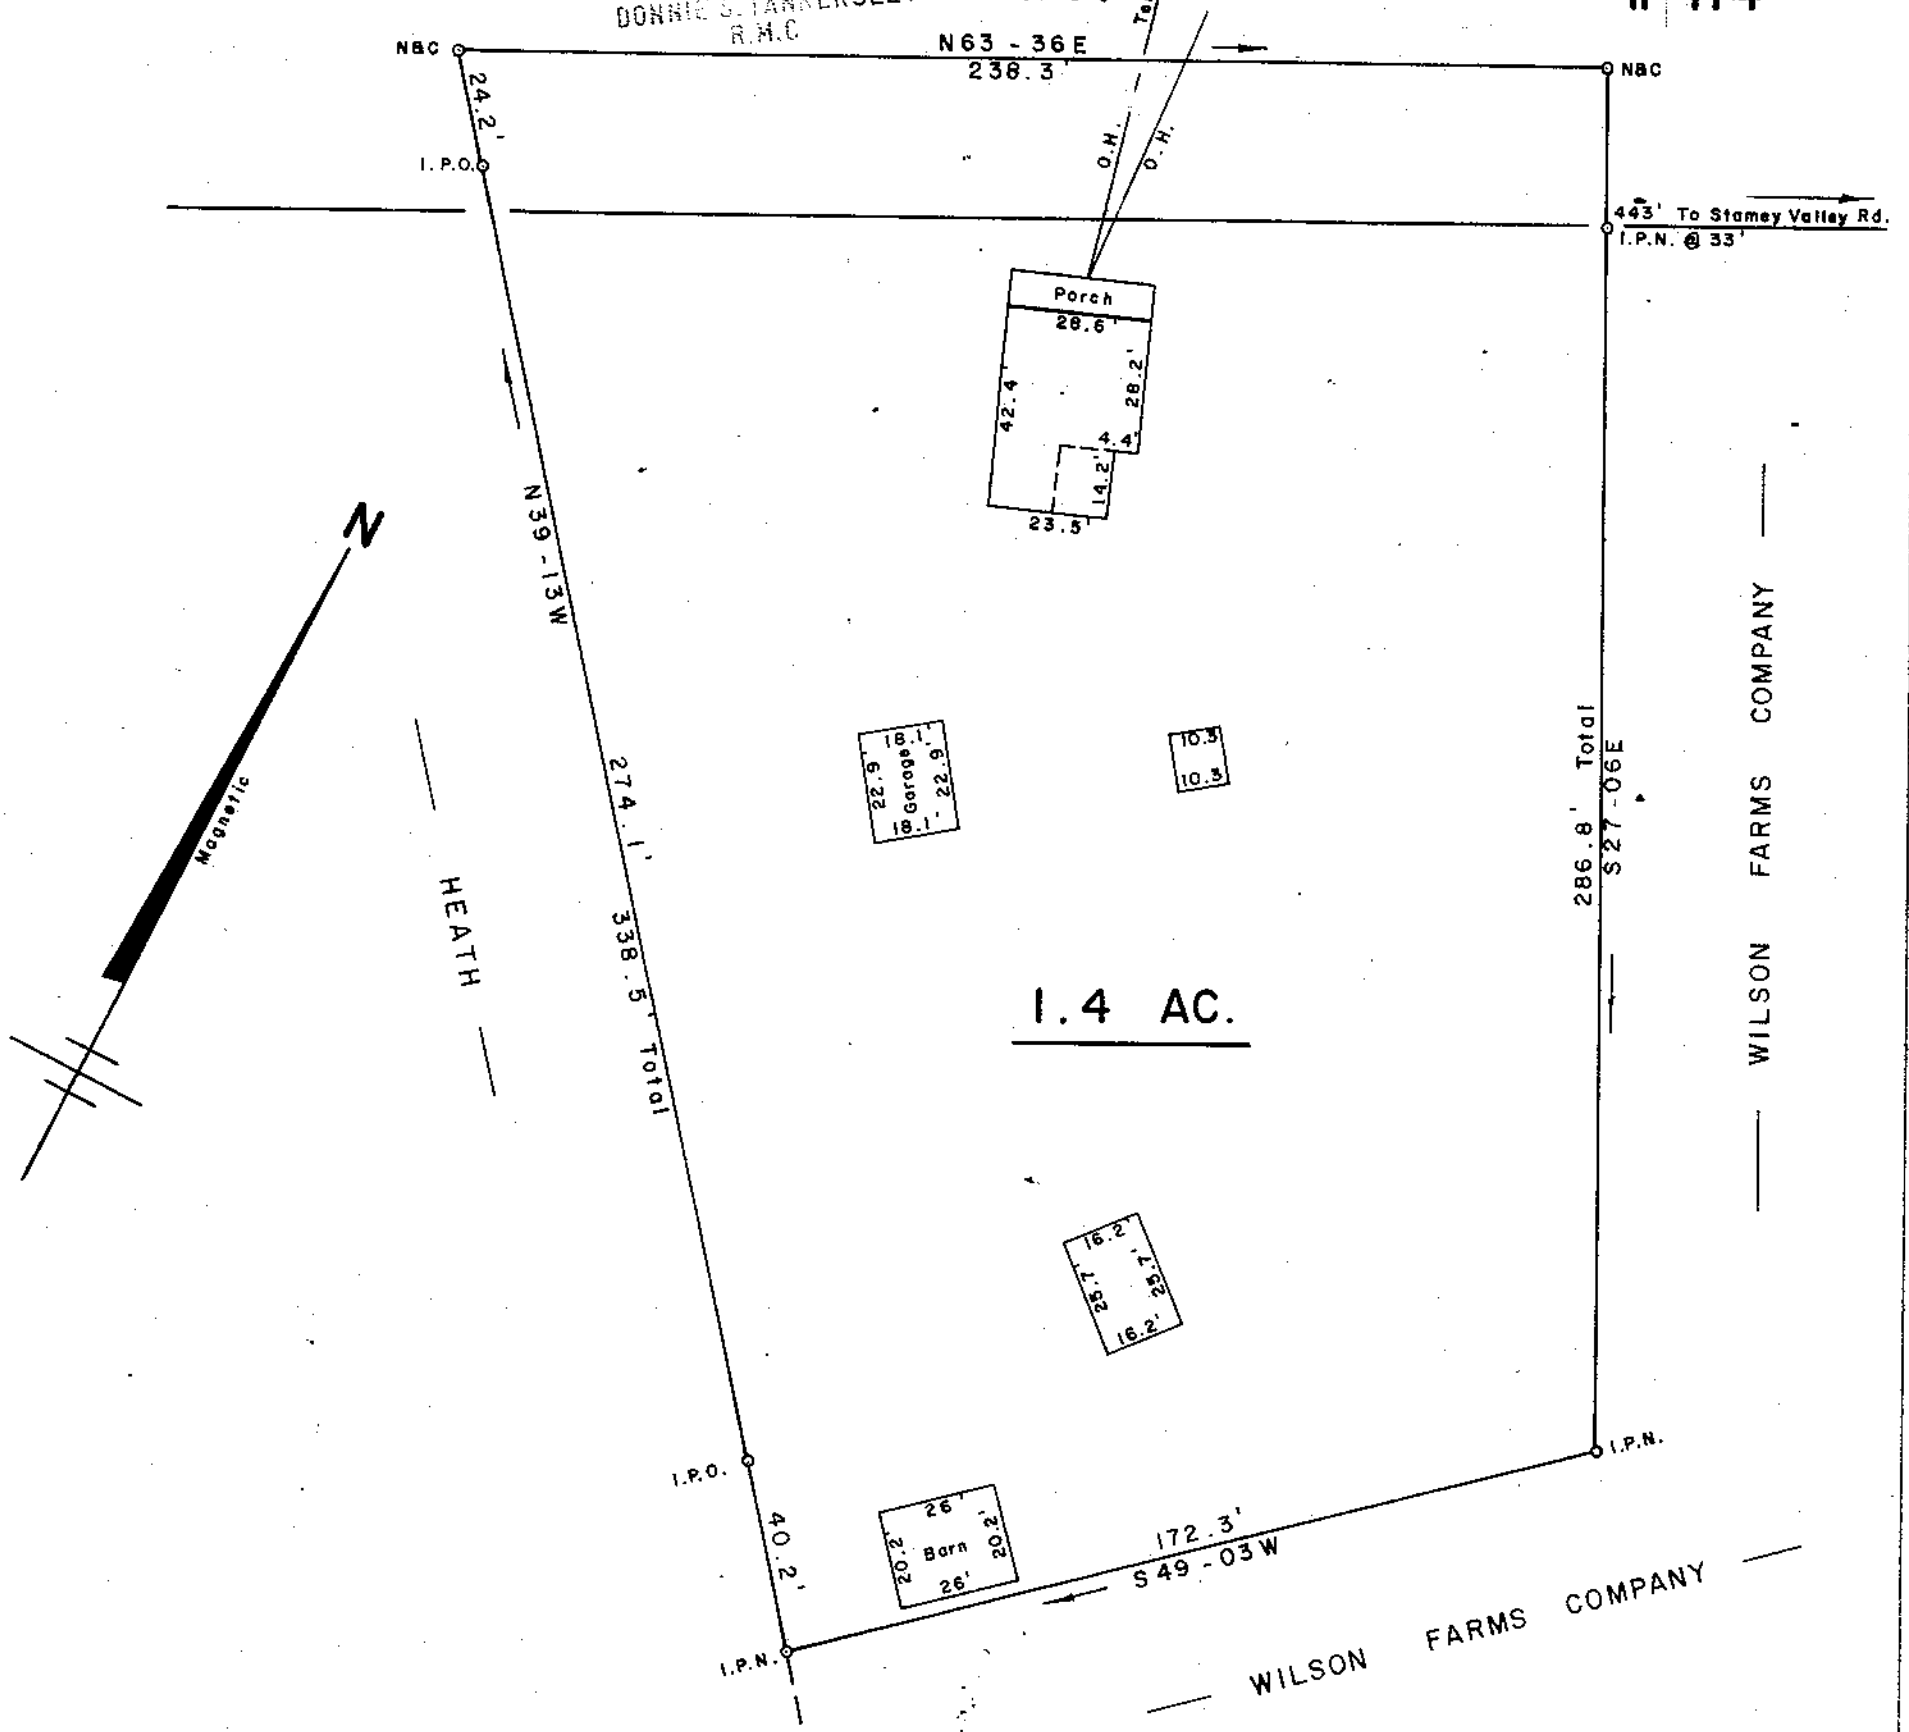 R.M.C
N&C
N63 - 36E
238.3'
N&C
24.2'
I.P.O.
O.H.
O.H.
443' To Stamey Valley Rd.
I.P.N. @ 33'
Porch
28.6'
42.4'
28.2'
4.4'
14.2'
23.5'
N
Magnetic
N39 - 13W
274.1'
338.5' Total
HEATH
18.1'
22.9'
Garage
22.9'
18.1'
10.3'
10.3'
286.8' Total
S27 - 06E
WILSON FARMS COMPANY
1.4 AC.
16.2'
25.7'
25.7'
16.2'
I.P.O.
40.2'
26'
20.2'
Barn
20.2'
26'
I.P.N.
172.3'
S49 - 03W
I.P.N.
WILSON FARMS COMPANY